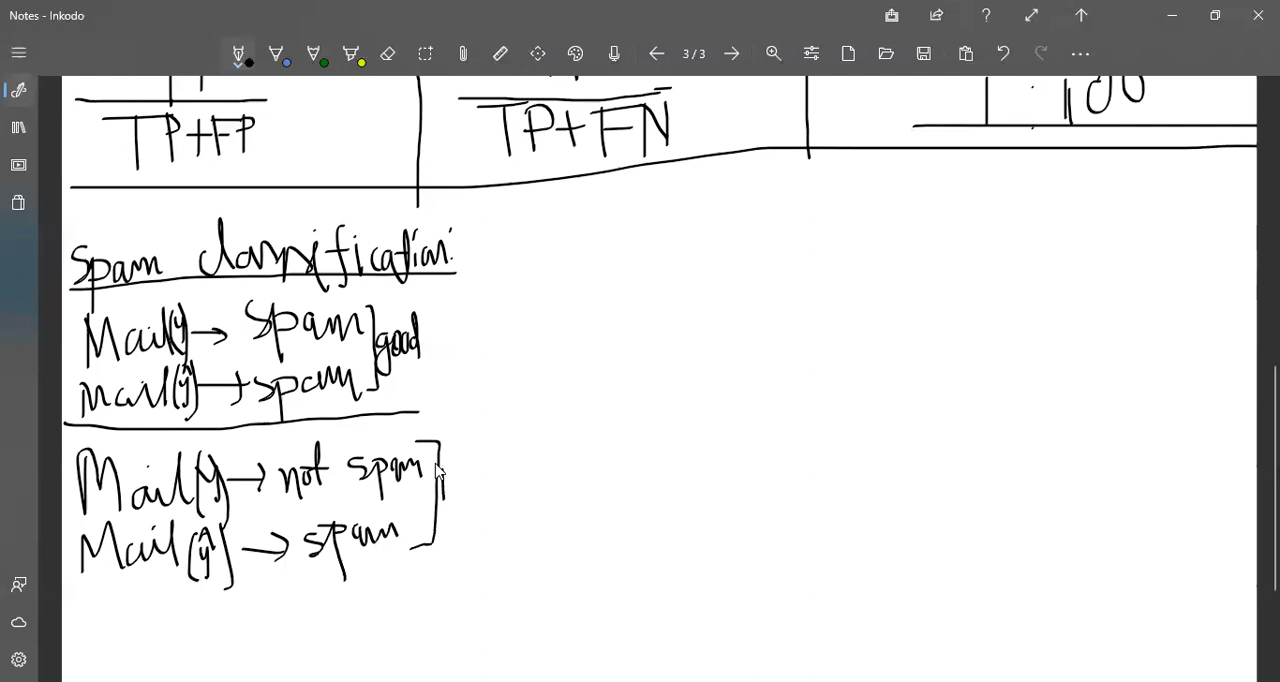 Notes - Inkodo
3/3
TP+FP
TP+FN
100
Spam classification:
Mail(y) → spam
good
Mail(ŷ) → spam
Mail(y) → not spam
Mail(ŷ) → spam